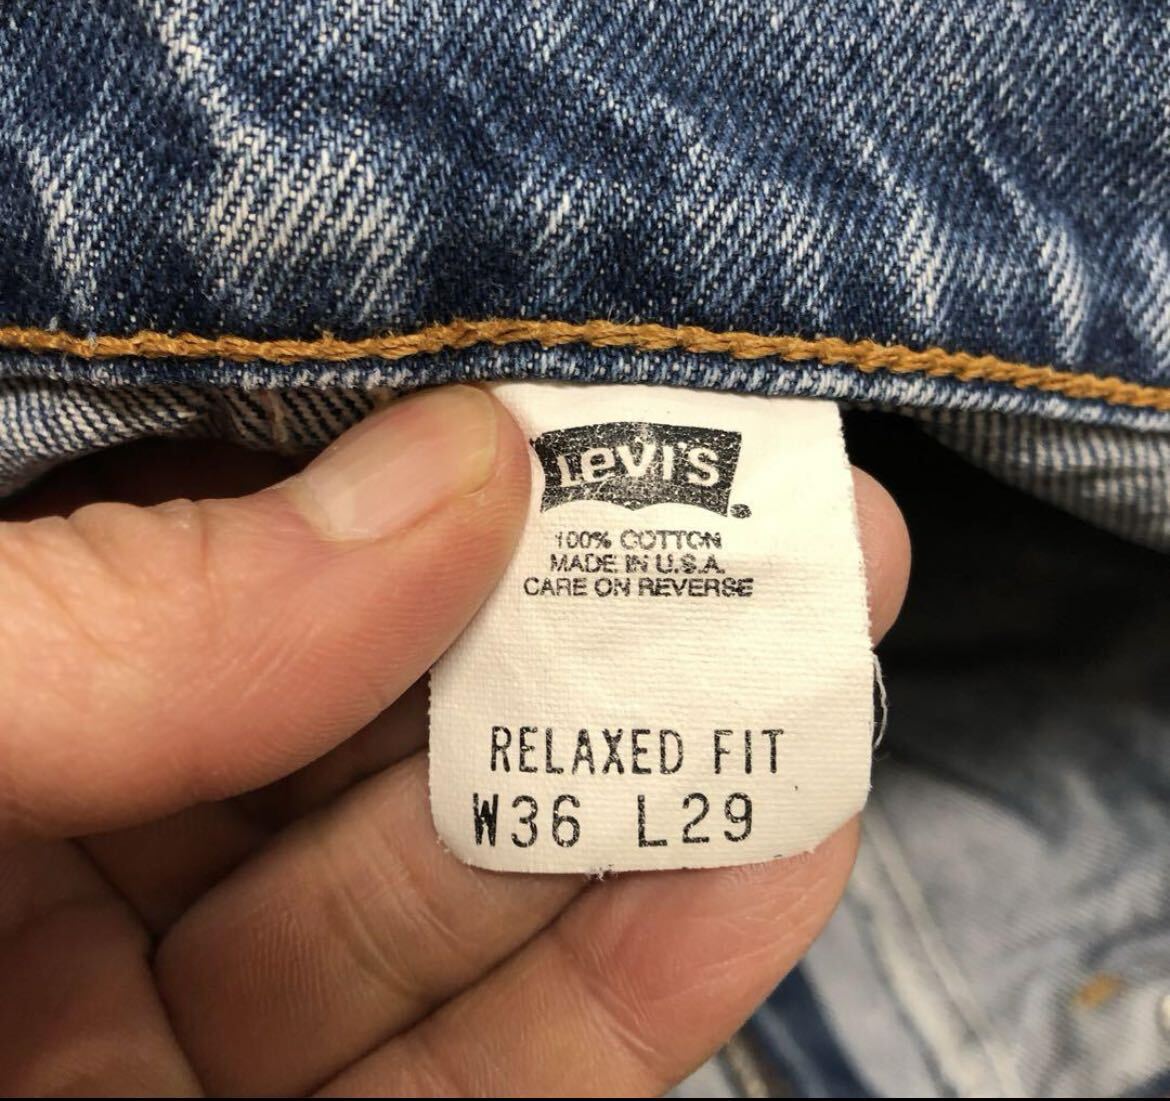 Levi's
100% COTTON
MADE IN U.S.A.
CARE ON REVERSE
RELAXED FIT
W36 L29